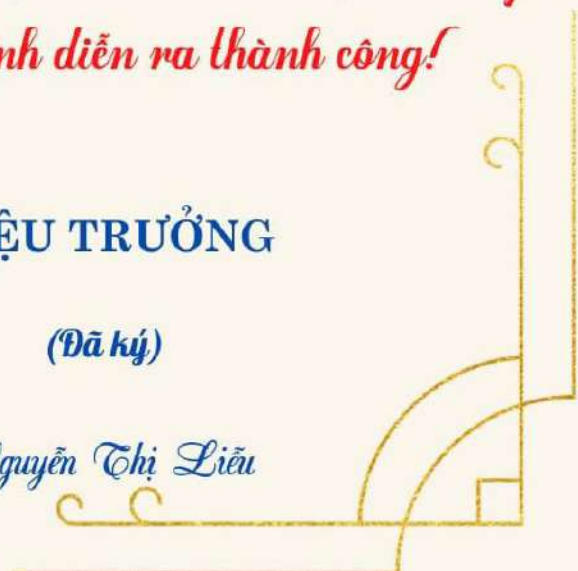 nh diễn ra thành công!
ỆU TRƯỞNG
(Đã ký)
guyễn Thị Liễu